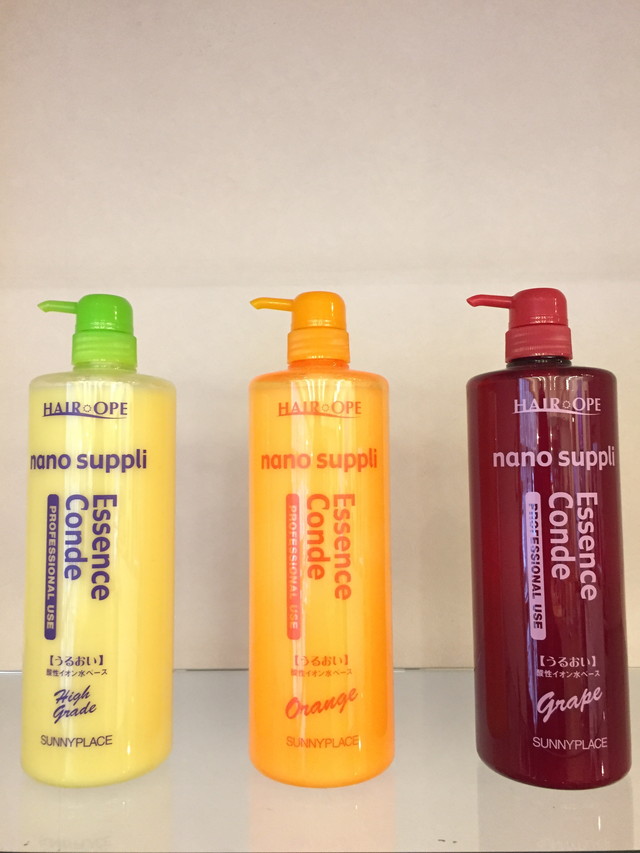 HAIR OPE
nano suppli
Essence
Conde
PROFESSIONAL USE
【うるおい】
酸性イオン水ベース
High
Grade
SUNNYPLACE
HAIR OPE
nano suppli
Essence
Conde
PROFESSIONAL USE
【うるおい】
酸性イオン水ベース
Orange
SUNNYPLACE
HAIR OPE
nano suppli
Essence
Conde
PROFESSIONAL USE
【うるおい】
酸性イオン水ベース
Grape
SUNNYPLACE